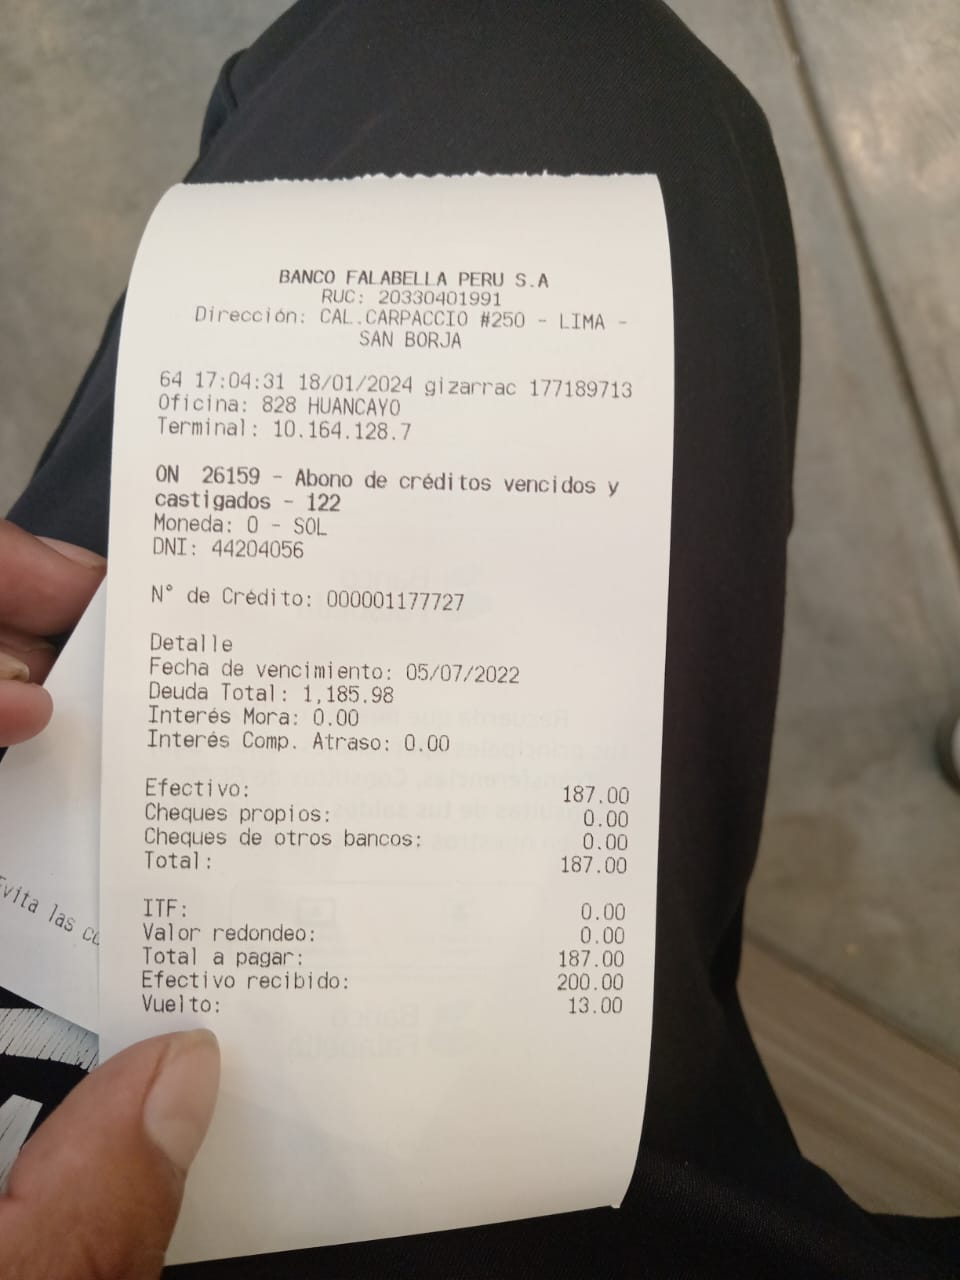 BANCO FALABELLA PERU S.A
RUC: 20330401991
Dirección: CAL.CARPACCIO #250 - LIMA -
SAN BORJA
64 17:04:31 18/01/2024 gizarrac 177189713
Oficina: 828 HUANCAYO
Terminal: 10.164.128.7
ON 26159 - Abono de créditos vencidos y
castigados - 122
Moneda: 0 - SOL
DNI: 44204056
N° de Crédito: 000001177727
Detalle
Fecha de vencimiento: 05/07/2022
Deuda Total: 1,185.98
Interés Mora: 0.00
Interés Comp. Atraso: 0.00
Efectivo: 187.00
Cheques propios: 0.00
Cheques de otros bancos: 0.00
Total: 187.00
ITF: 0.00
Valor redondeo: 0.00
Total a pagar: 187.00
Efectivo recibido: 200.00
Vuelto: 13.00
Evita las